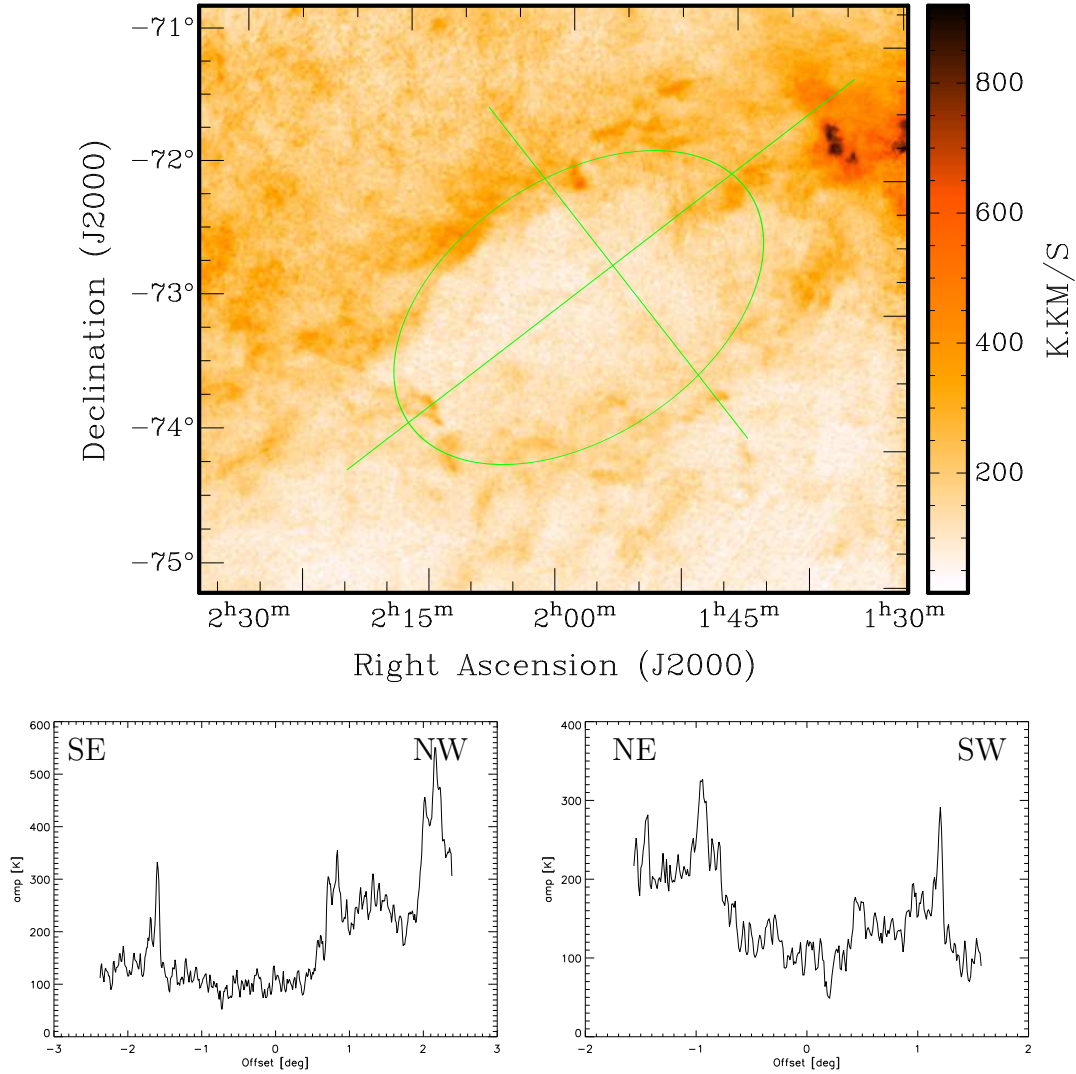 −71°
−72°
−73°
−74°
−75°
Declination (J2000)
2ʰ30ᵐ 2ʰ15ᵐ 2ʰ00ᵐ 1ʰ45ᵐ 1ʰ30ᵐ
Right Ascension (J2000)
800
600
400
200
K.KM/S
SE NW
600
500
400
300
200
100
0
amp [K]
−3 −2 −1 0 1 2 3
Offset [deg]
NE SW
400
300
200
100
0
amp [K]
−2 −1 0 1 2
Offset [deg]